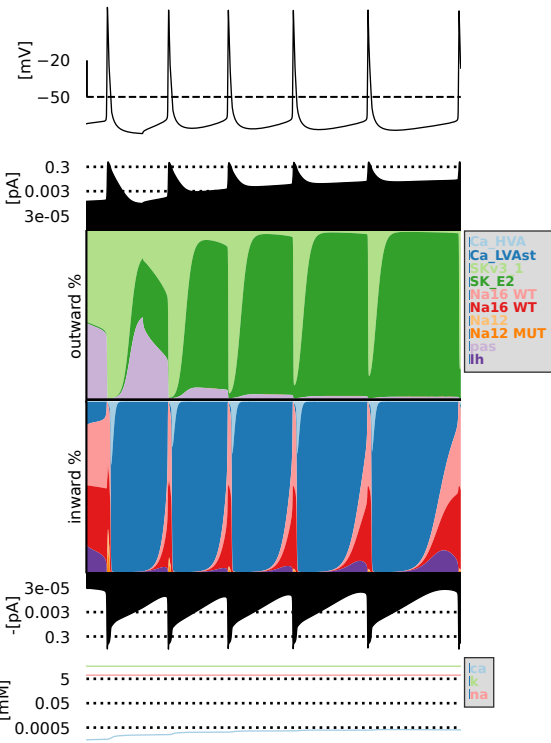 [mV]
−20
−50
[pA]
0.3
0.003
3e-05
outward %
Ca_HVA
Ca_LVAst
SKv3_1
SK_E2
Na16 WT
Na16 WT
Na12
Na12 MUT
pas
Ih
inward %
-[pA]
3e-05
0.003
0.3
[mM]
5
0.05
0.0005
ca
k
na